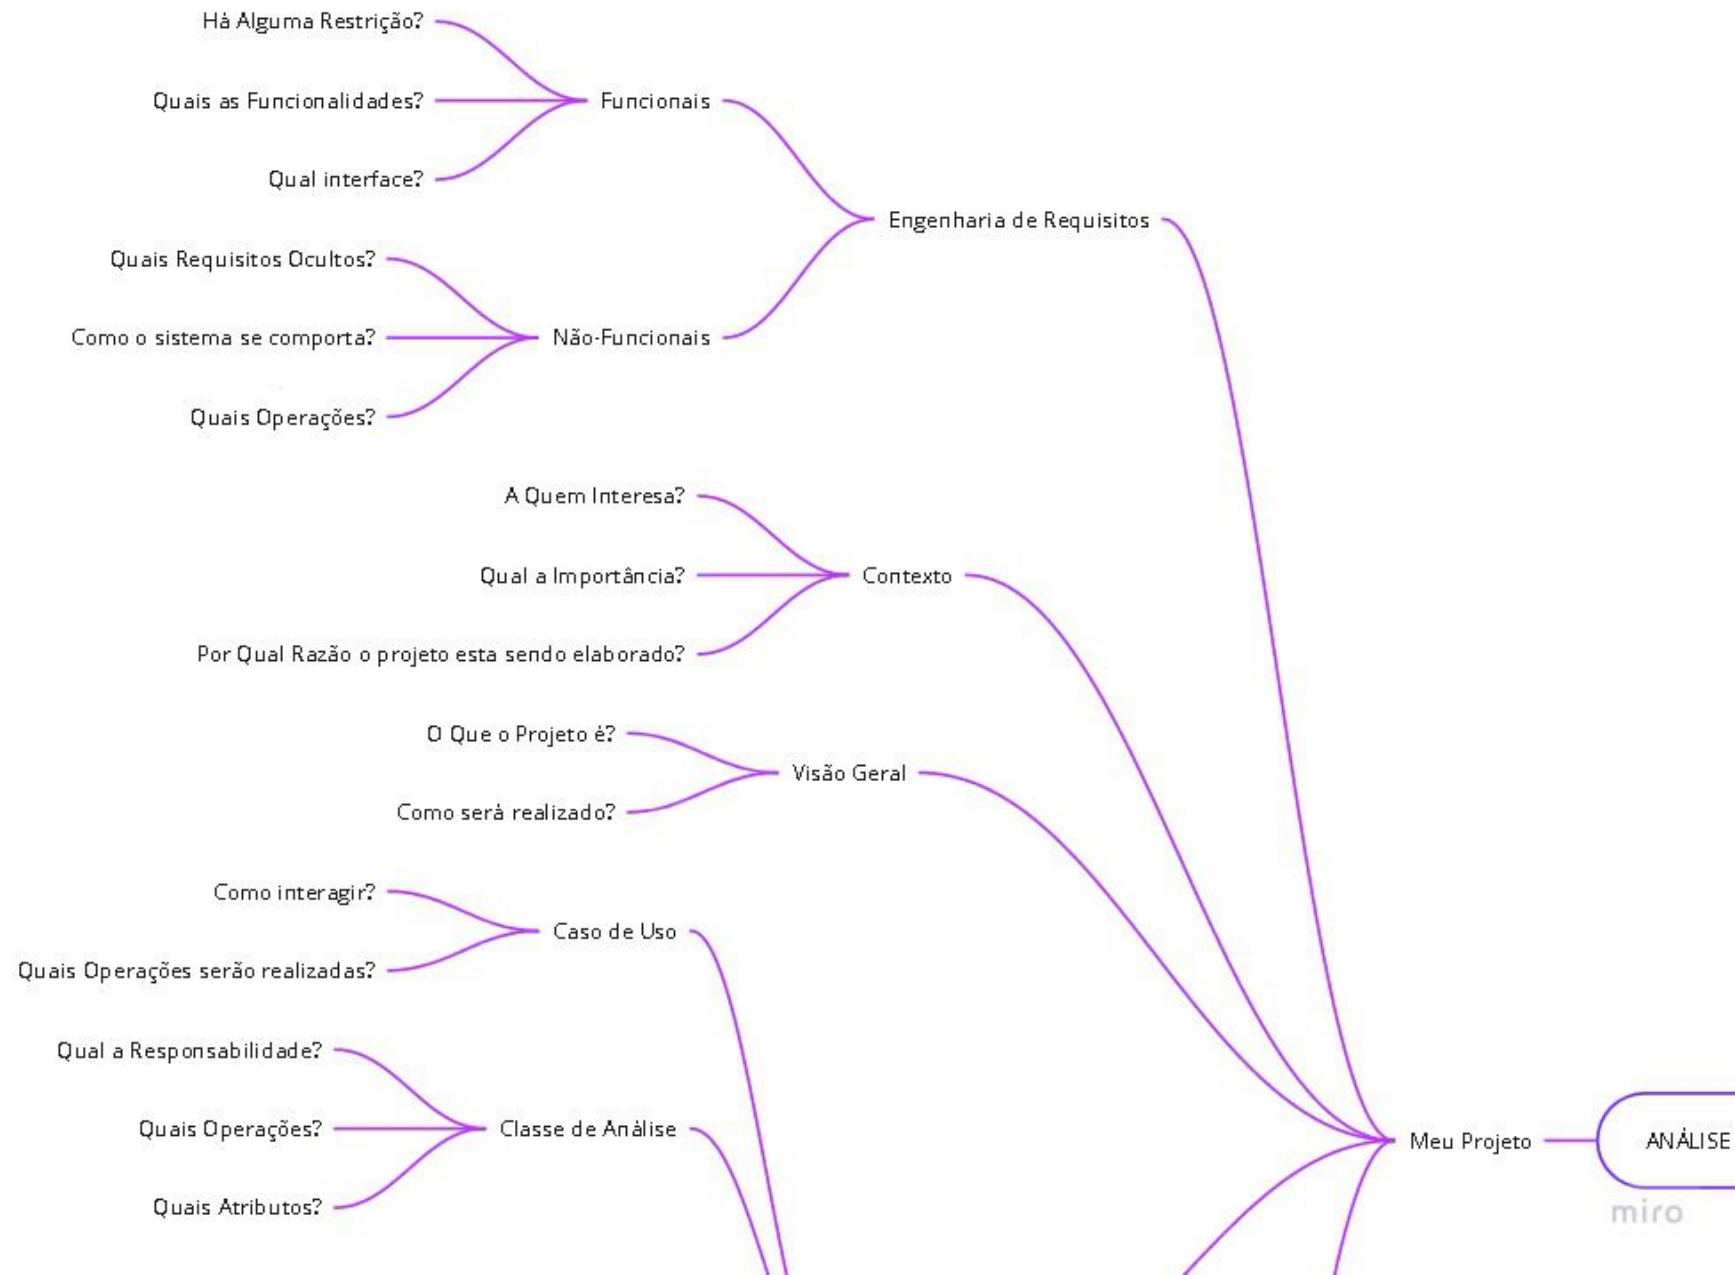 Há Alguma Restrição?
Quais as Funcionalidades?
Funcionais
Qual interface?
Engenharia de Requisitos
Quais Requisitos Ocultos?
Como o sistema se comporta?
Não-Funcionais
Quais Operações?
A Quem Interesa?
Qual a Importância?
Contexto
Por Qual Razão o projeto esta sendo elaborado?
O Que o Projeto é?
Visão Geral
Como será realizado?
Como interagir?
Caso de Uso
Quais Operações serão realizadas?
Qual a Responsabilidade?
Quais Operações?
Classe de Análise
Quais Atributos?
Meu Projeto
ANÁLISE
miro